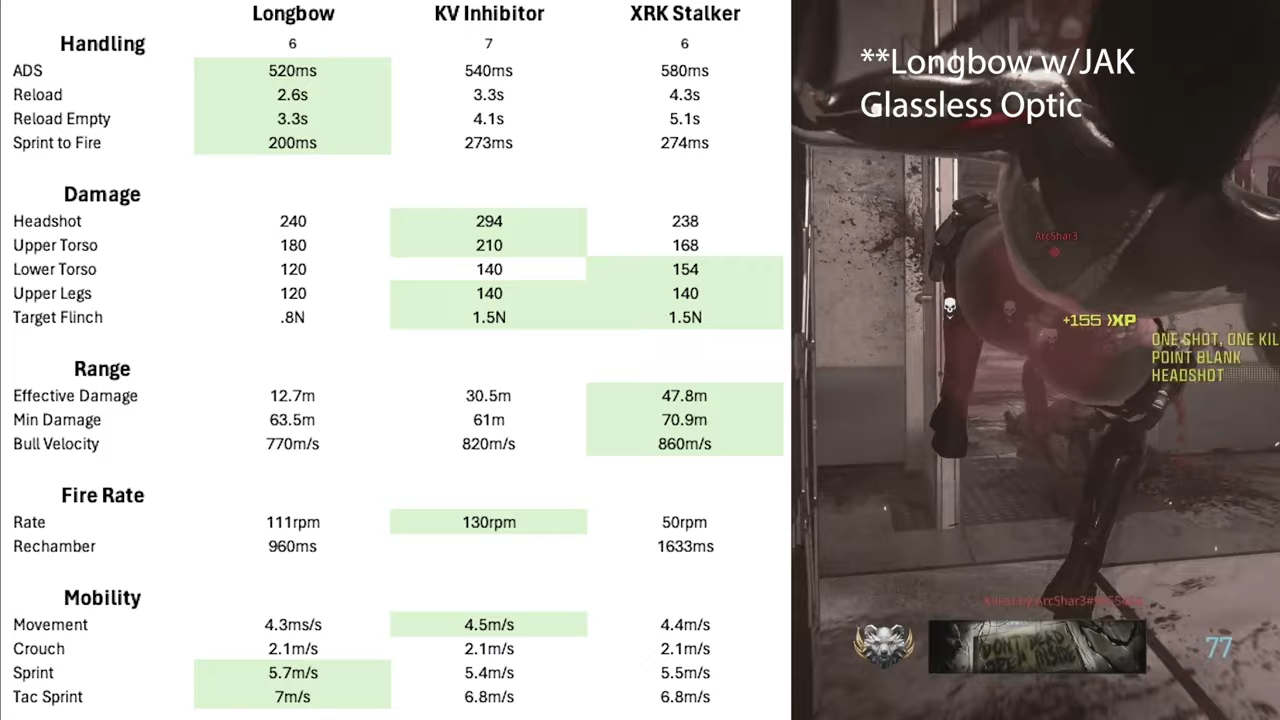 Longbow KV Inhibitor XRK Stalker
Handling 6 7 6
ADS 520ms 540ms 580ms
Reload 2.6s 3.3s 4.3s
Reload Empty 3.3s 4.1s 5.1s
Sprint to Fire 200ms 273ms 274ms
Damage
Headshot 240 294 238
Upper Torso 180 210 168
Lower Torso 120 140 154
Upper Legs 120 140 140
Target Flinch .8N 1.5N 1.5N
Range
Effective Damage 12.7m 30.5m 47.8m
Min Damage 63.5m 61m 70.9m
Bull Velocity 770m/s 820m/s 860m/s
Fire Rate
Rate 111rpm 130rpm 50rpm
Rechamber 960ms 1633ms
Mobility
Movement 4.3ms/s 4.5m/s 4.4m/s
Crouch 2.1m/s 2.1m/s 2.1m/s
Sprint 5.7m/s 5.4m/s 5.5m/s
Tac Sprint 7m/s 6.8m/s 6.8m/s
**Longbow w/JAK
Glassless Optic
ArcShar3
+155 XP
ONE SHOT, ONE KIL
POINT BLANK
HEADSHOT
DON'T DEAD
OPEN INSIDE
77